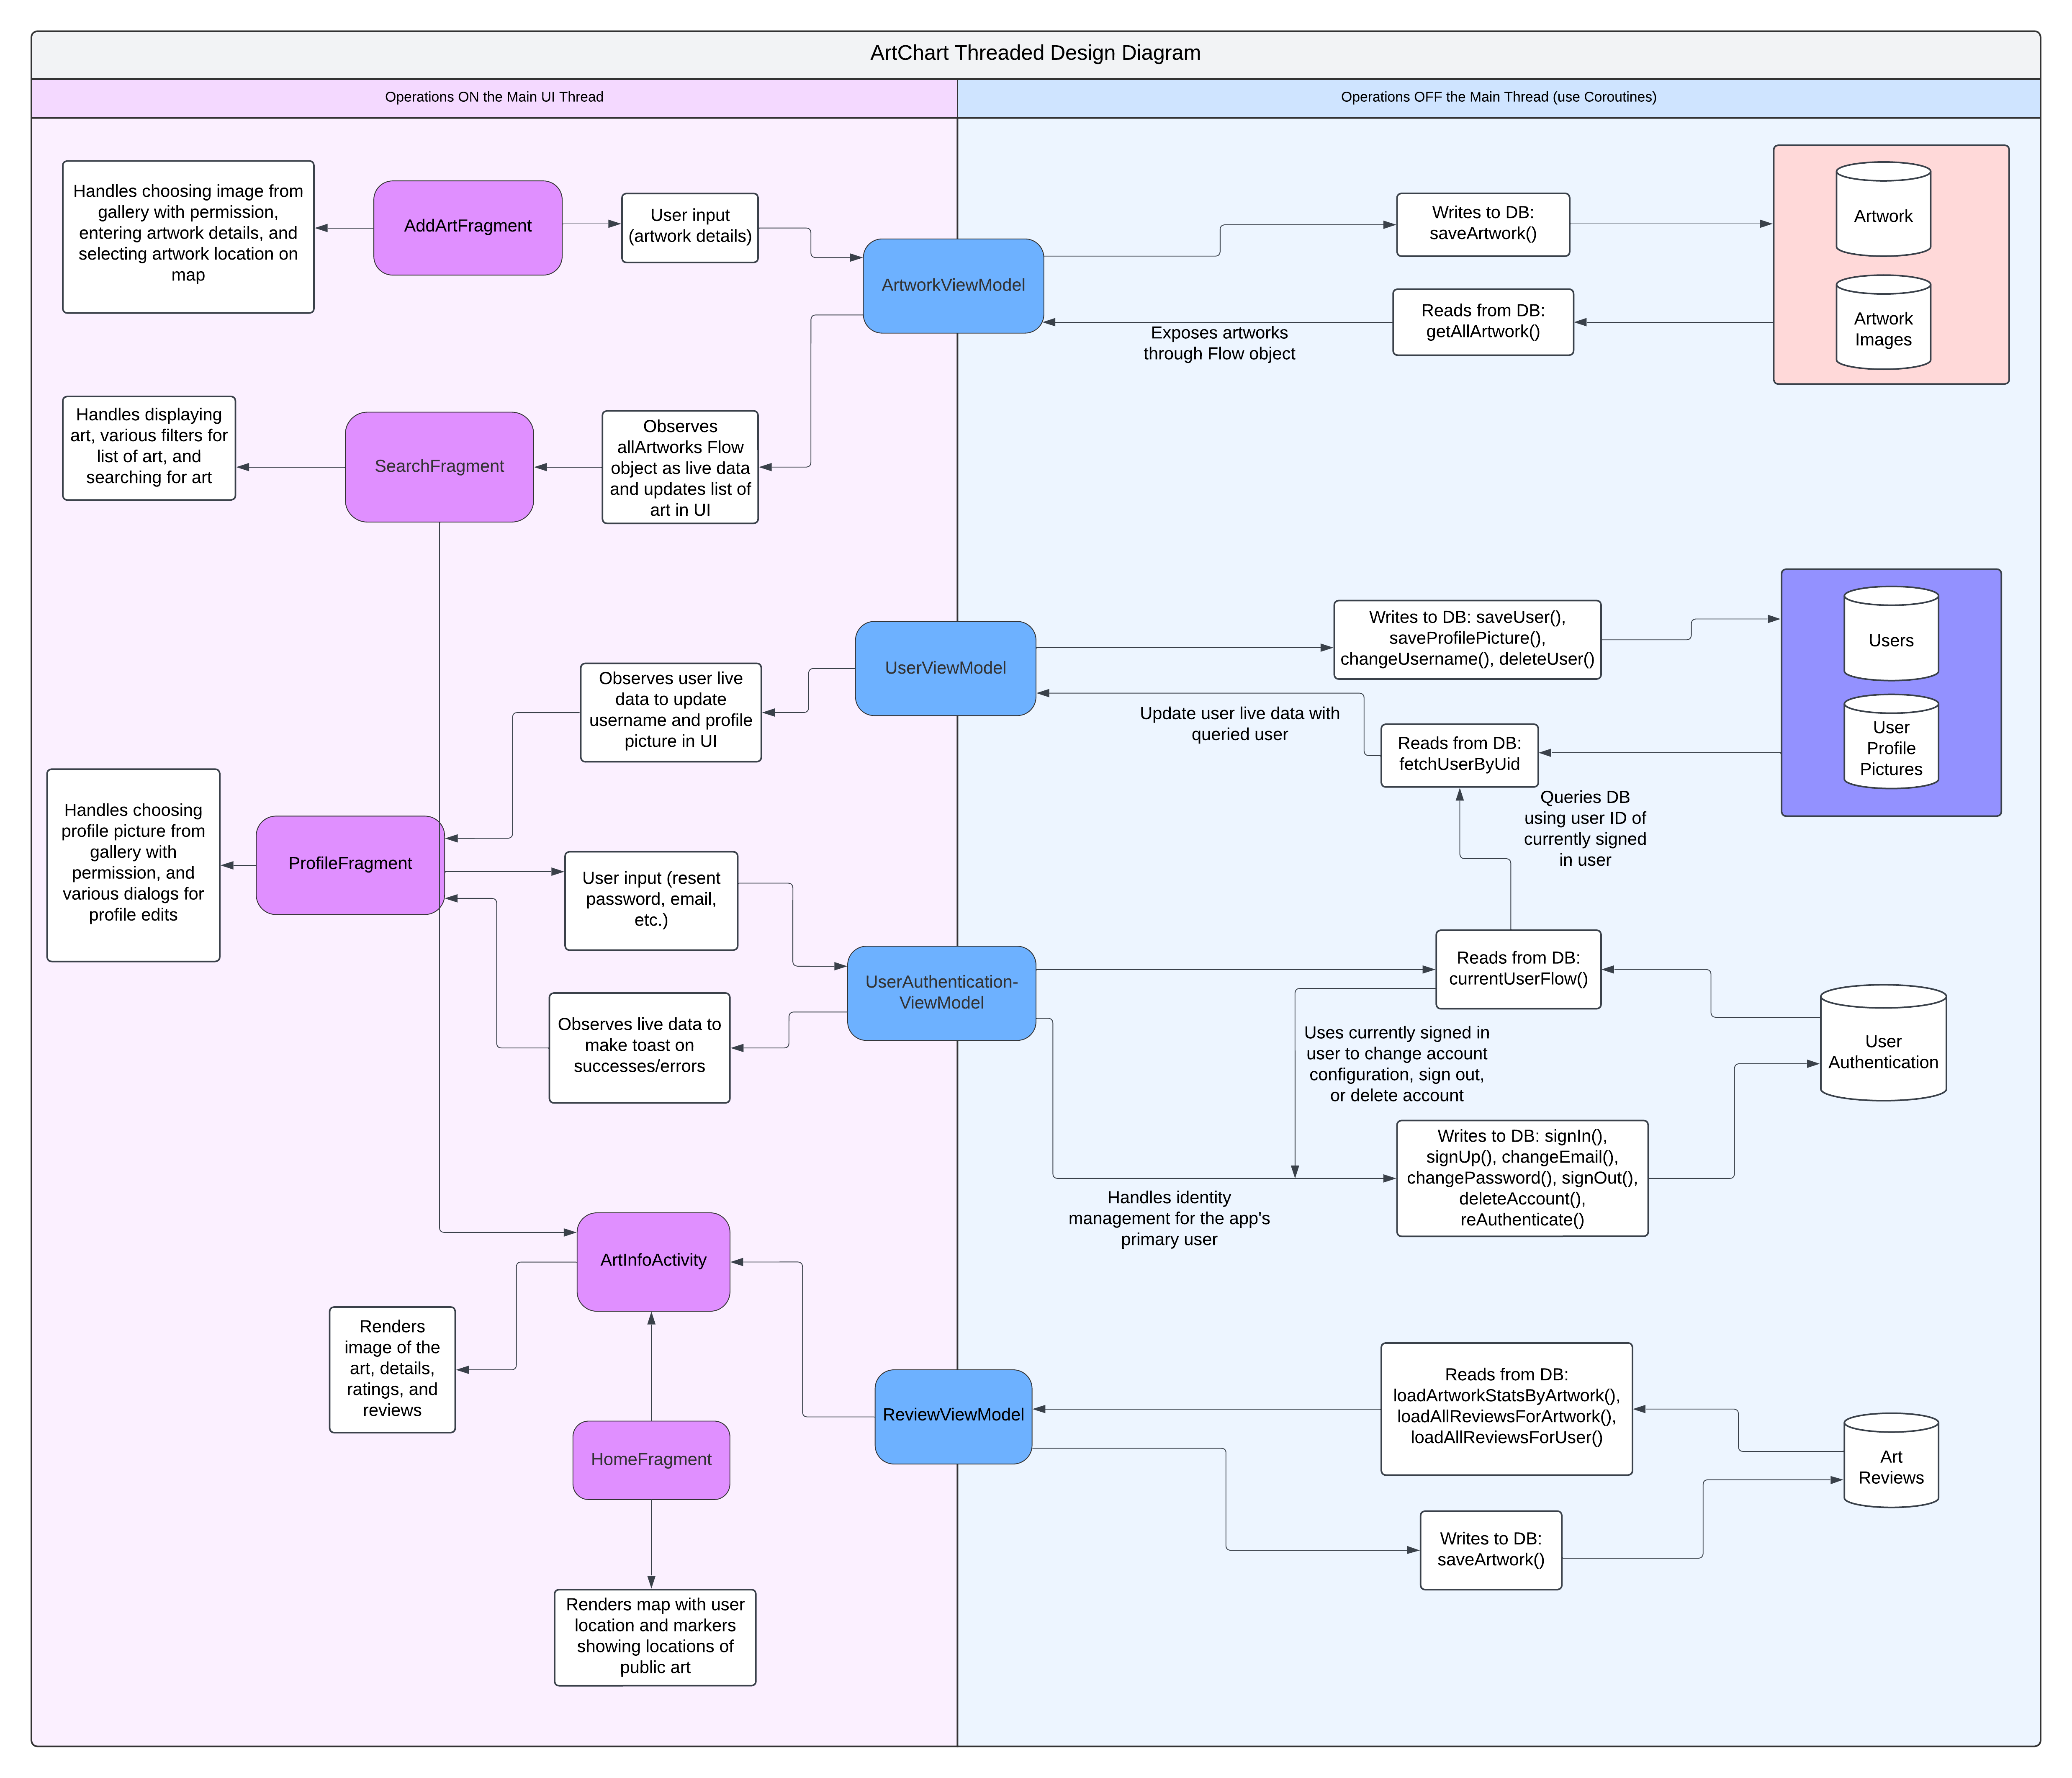 ArtChart Threaded Design Diagram
Operations ON the Main UI Thread
Operations OFF the Main Thread (use Coroutines)
Handles choosing image from
gallery with permission,
entering artwork details, and
selecting artwork location on
map
AddArtFragment
User input
(artwork details)
ArtworkViewModel
Writes to DB:
saveArtwork()
Artwork
Reads from DB:
getAllArtwork()
Exposes artworks
through Flow object
Artwork
Images
Handles displaying
art, various filters for
list of art, and
searching for art
SearchFragment
Observes
allArtworks Flow
object as live data
and updates list of
art in UI
UserViewModel
Writes to DB: saveUser(),
saveProfilePicture(),
changeUsername(), deleteUser()
Users
Observes user live
data to update
username and profile
picture in UI
Update user live data with
queried user
Reads from DB:
fetchUserByUid
User
Profile
Pictures
Queries DB
using user ID of
currently signed
in user
Handles choosing
profile picture from
gallery with
permission, and
various dialogs for
profile edits
ProfileFragment
User input (resent
password, email,
etc.)
UserAuthentication-
ViewModel
Reads from DB:
currentUserFlow()
Observes live data to
make toast on
successes/errors
Uses currently signed in
user to change account
configuration, sign out,
or delete account
User
Authentication
Writes to DB: signIn(),
signUp(), changeEmail(),
changePassword(), signOut(),
deleteAccount(),
reAuthenticate()
Handles identity
management for the app's
primary user
ArtInfoActivity
Renders
image of the
art, details,
ratings, and
reviews
HomeFragment
ReviewViewModel
Reads from DB:
loadArtworkStatsByArtwork(),
loadAllReviewsForArtwork(),
loadAllReviewsForUser()
Art
Reviews
Writes to DB:
saveArtwork()
Renders map with user
location and markers
showing locations of
public art